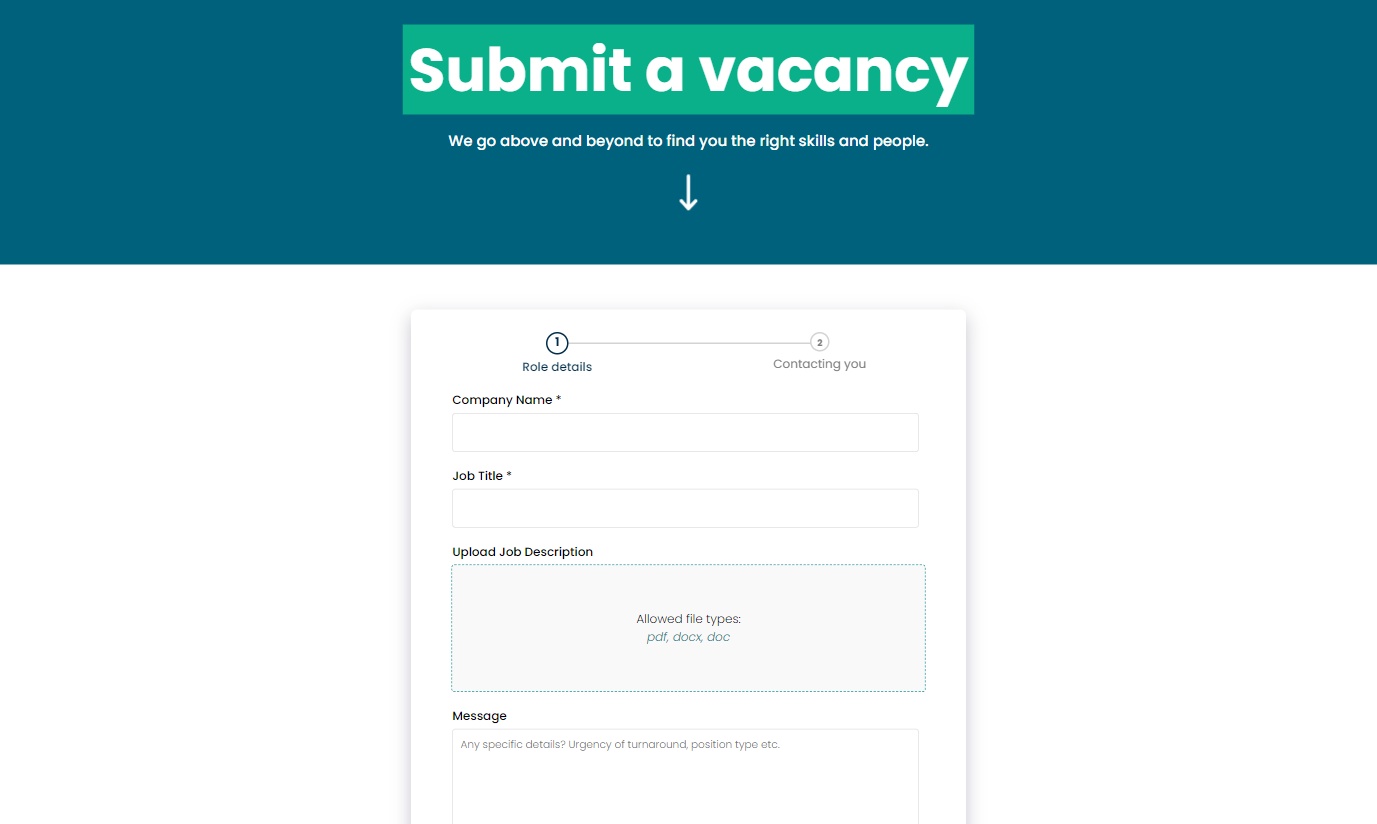 Submit a vacancy
We go above and beyond to find you the right skills and people.
1
2
Role details
Contacting you
Company Name *
Job Title *
Upload Job Description
Allowed file types:
pdf, docx, doc
Message
Any specific details? Urgency of turnaround, position type etc.